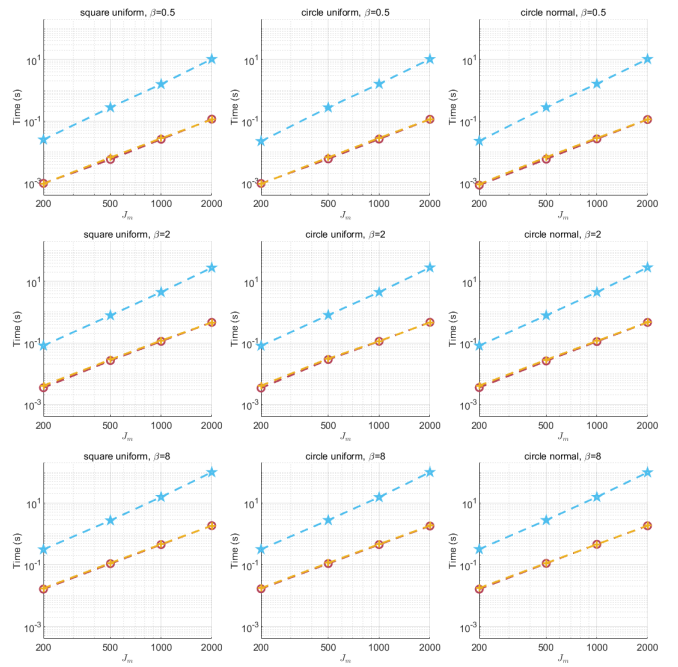 square uniform, β=0.5
circle uniform, β=0.5
circle normal, β=0.5
Time (s)
10^1
10^-1
10^-3
200 500 1000 2000
J_m
Time (s)
10^1
10^-1
10^-3
200 500 1000 2000
J_m
Time (s)
10^1
10^-1
10^-3
200 500 1000 2000
J_m
square uniform, β=2
circle uniform, β=2
circle normal, β=2
Time (s)
10^1
10^-1
10^-3
200 500 1000 2000
J_m
Time (s)
10^1
10^-1
10^-3
200 500 1000 2000
J_m
Time (s)
10^1
10^-1
10^-3
200 500 1000 2000
J_m
square uniform, β=8
circle uniform, β=8
circle normal, β=8
Time (s)
10^1
10^-1
10^-3
200 500 1000 2000
J_m
Time (s)
10^1
10^-1
10^-3
200 500 1000 2000
J_m
Time (s)
10^1
10^-1
10^-3
200 500 1000 2000
J_m